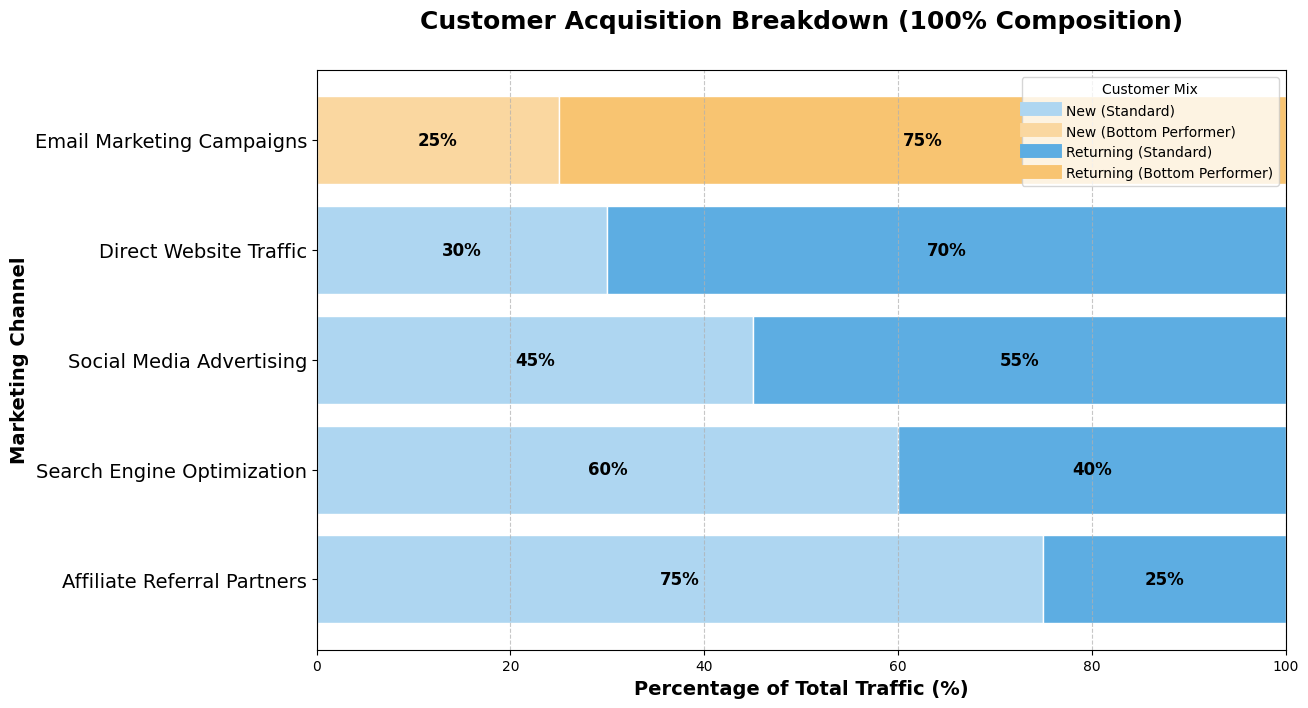 Customer Acquisition Breakdown (100% Composition)
Customer Mix
New (Standard)
New (Bottom Performer)
Returning (Standard)
Returning (Bottom Performer)
Marketing Channel
Email Marketing Campaigns
25%
75%
Direct Website Traffic
30%
70%
Social Media Advertising
45%
55%
Search Engine Optimization
60%
40%
Affiliate Referral Partners
75%
25%
0
20
40
60
80
100
Percentage of Total Traffic (%)